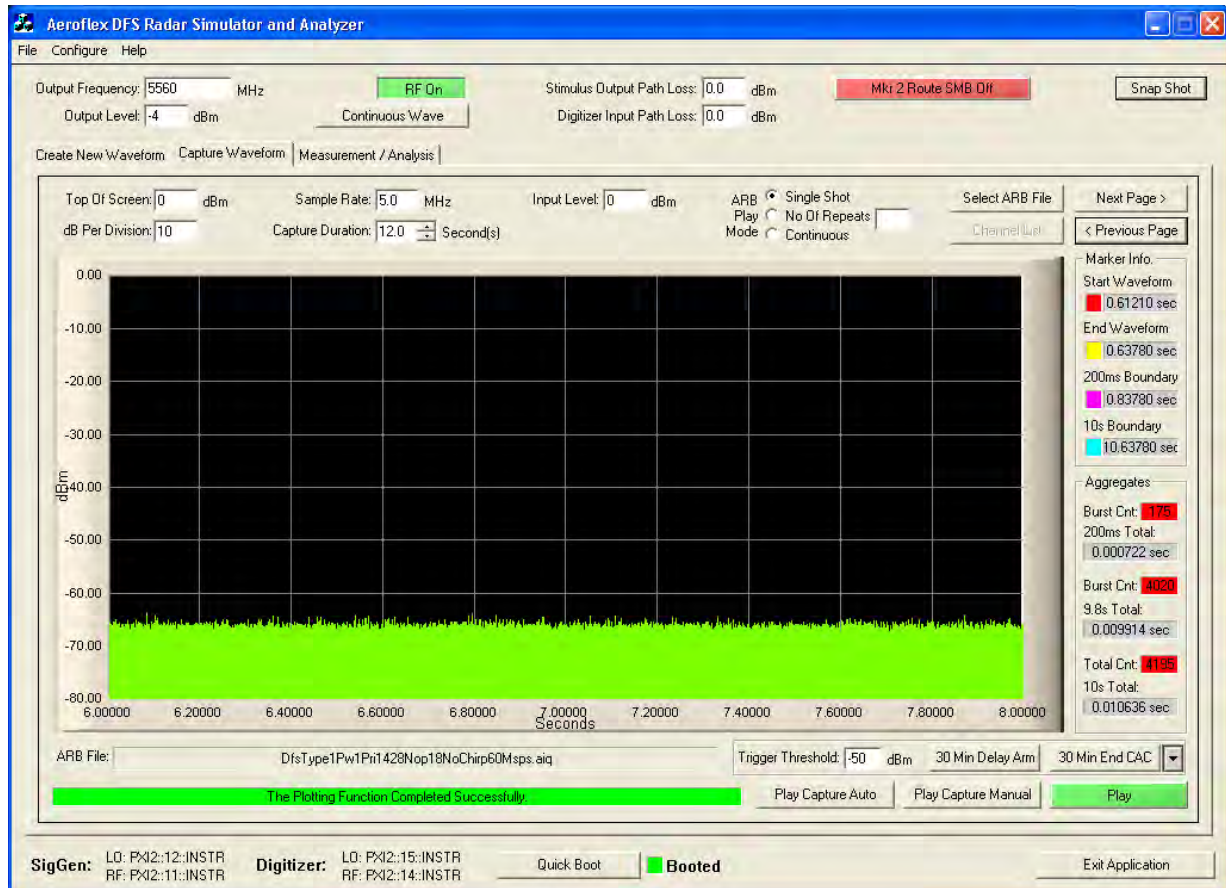 Aeroflex DFS Radar Simulator and Analyzer
File Configure Help
Output Frequency: 5560 MHz
RF On
Stimulus Output Path Loss: 0.0 dBm
Mkr 2 Route SMB Off
Snap Shot
Output Level: -4 dBm
Continuous Wave
Digitizer Input Path Loss: 0.0 dBm
Create New Waveform Capture Waveform Measurement / Analysis
Top Of Screen: 0 dBm
Sample Rate: 5.0 MHz
Input Level: 0 dBm
ARB Play Mode
Single Shot
No Of Repeats
Continuous
Select ARB File
Next Page >
dB Per Division: 10
Capture Duration: 12.0 Second(s)
Channel List
< Previous Page
0.00
-10.00
-20.00
-30.00
-40.00
-50.00
-60.00
-70.00
-80.00
dBm
6.00000 6.20000 6.40000 6.60000 6.80000 7.00000 7.20000 7.40000 7.60000 7.80000 8.00000
Seconds
Marker Info.
Start Waveform
0.61210 sec
End Waveform
0.63780 sec
200ms Boundary
0.83780 sec
10s Boundary
10.63780 sec
Aggregates
Burst Cnt: 175
200ms Total:
0.000722 sec
Burst Cnt: 4020
9.8s Total:
0.009914 sec
Total Cnt: 4195
10s Total:
0.010636 sec
ARB File: DfsType1Pw1Pri1428Nop18NoChirp60Msps.aiq
Trigger Threshold: -50 dBm
30 Min Delay Arm
30 Min End CAC
The Plotting Function Completed Successfully.
Play Capture Auto
Play Capture Manual
Play
SigGen: LO: PXI2::12::INSTR
RF: PXI2::11::INSTR
Digitizer: LO: PXI2::15::INSTR
RF: PXI2::14::INSTR
Quick Boot
Booted
Exit Application